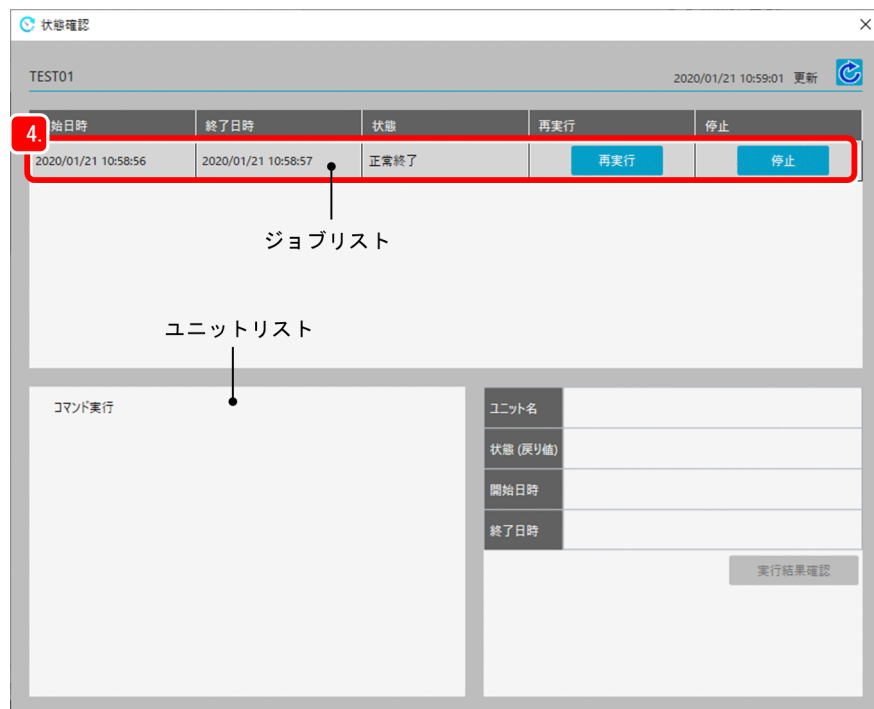 状態確認
TEST01
2020/01/21 10:59:01 更新
4.
始日時 終了日時 状態 再実行 停止
2020/01/21 10:58:56 2020/01/21 10:58:57 正常終了 再実行 停止
ジョブリスト
ユニットリスト
コマンド実行
ユニット名
状態 (戻り値)
開始日時
終了日時
実行結果確認